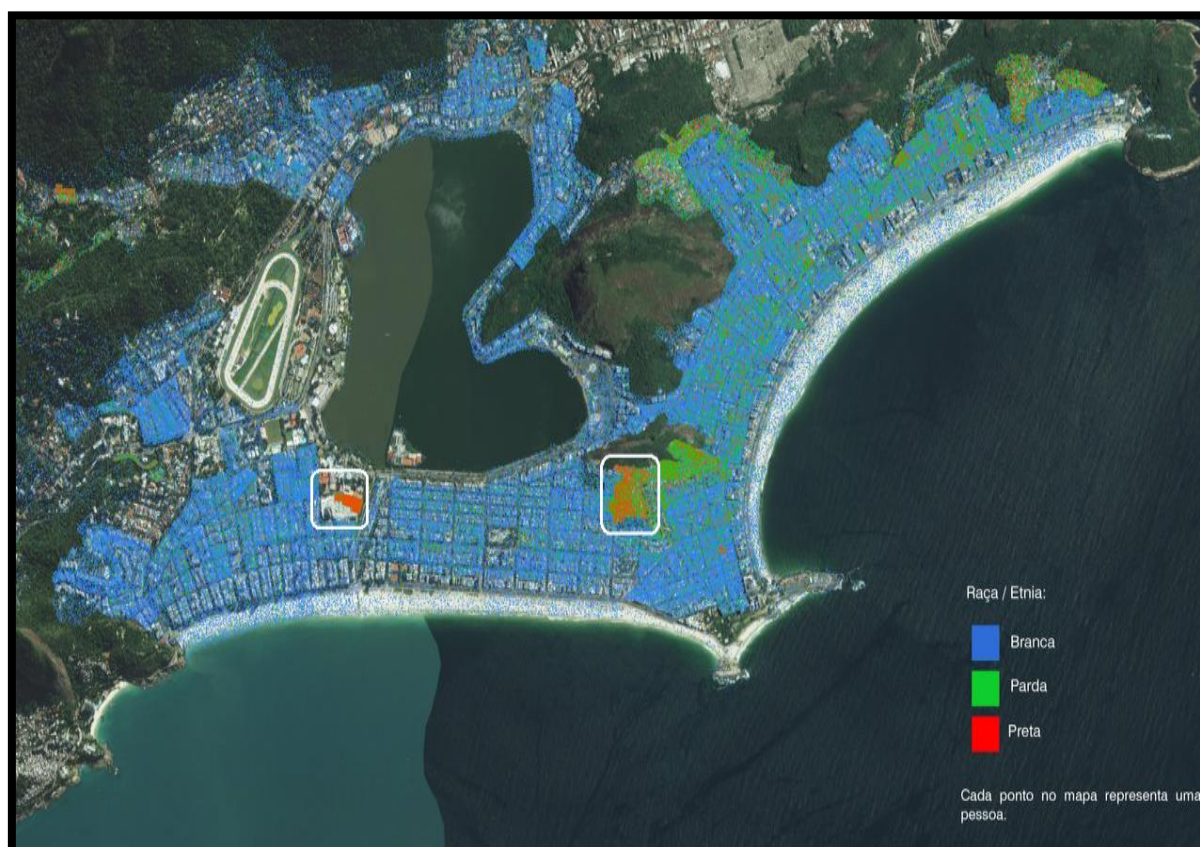 Raça / Etnia:
Branca
Parda
Preta
Cada ponto no mapa representa uma
pessoa.